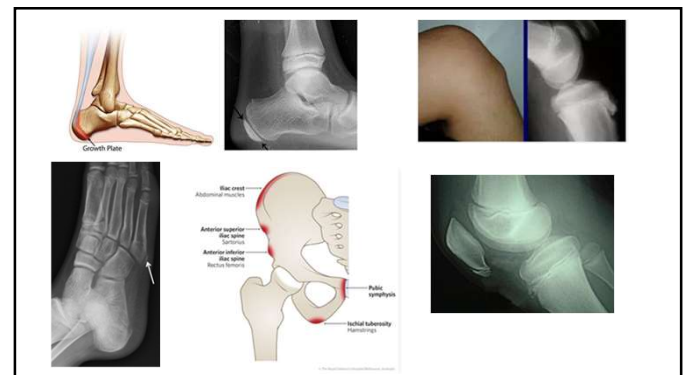 Growth Plate
Iliac crest
Abdominal muscles
Anterior superior
iliac spine
Sartorius
Anterior inferior
iliac spine
Rectus femoris
Pubic
symphysis
Ischial tuberosity
Hamstrings